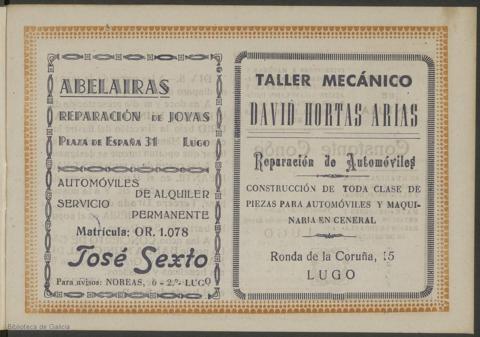 ABELAIRAS
REPARACIÓN DE JOYAS
PLAZA DE ESPAÑA 31 LUGO
AUTOMÓVILES
DE ALQUILER
SERVICIO
PERMANENTE
Matrícula: OR. 1.078
José Sexto
Para avisos: NOREAS, 6 - 2.º- LUGO
TALLER MECÁNICO
DAVID HORTAS ARIAS
Reparación de Automóviles
CONSTRUCCIÓN DE TODA CLASE DE
PIEZAS PARA AUTOMÓVILES Y MAQUI-
NARIA EN GENERAL
Ronda de la Coruña, 15
LUGO
Biblioteca de Galicia